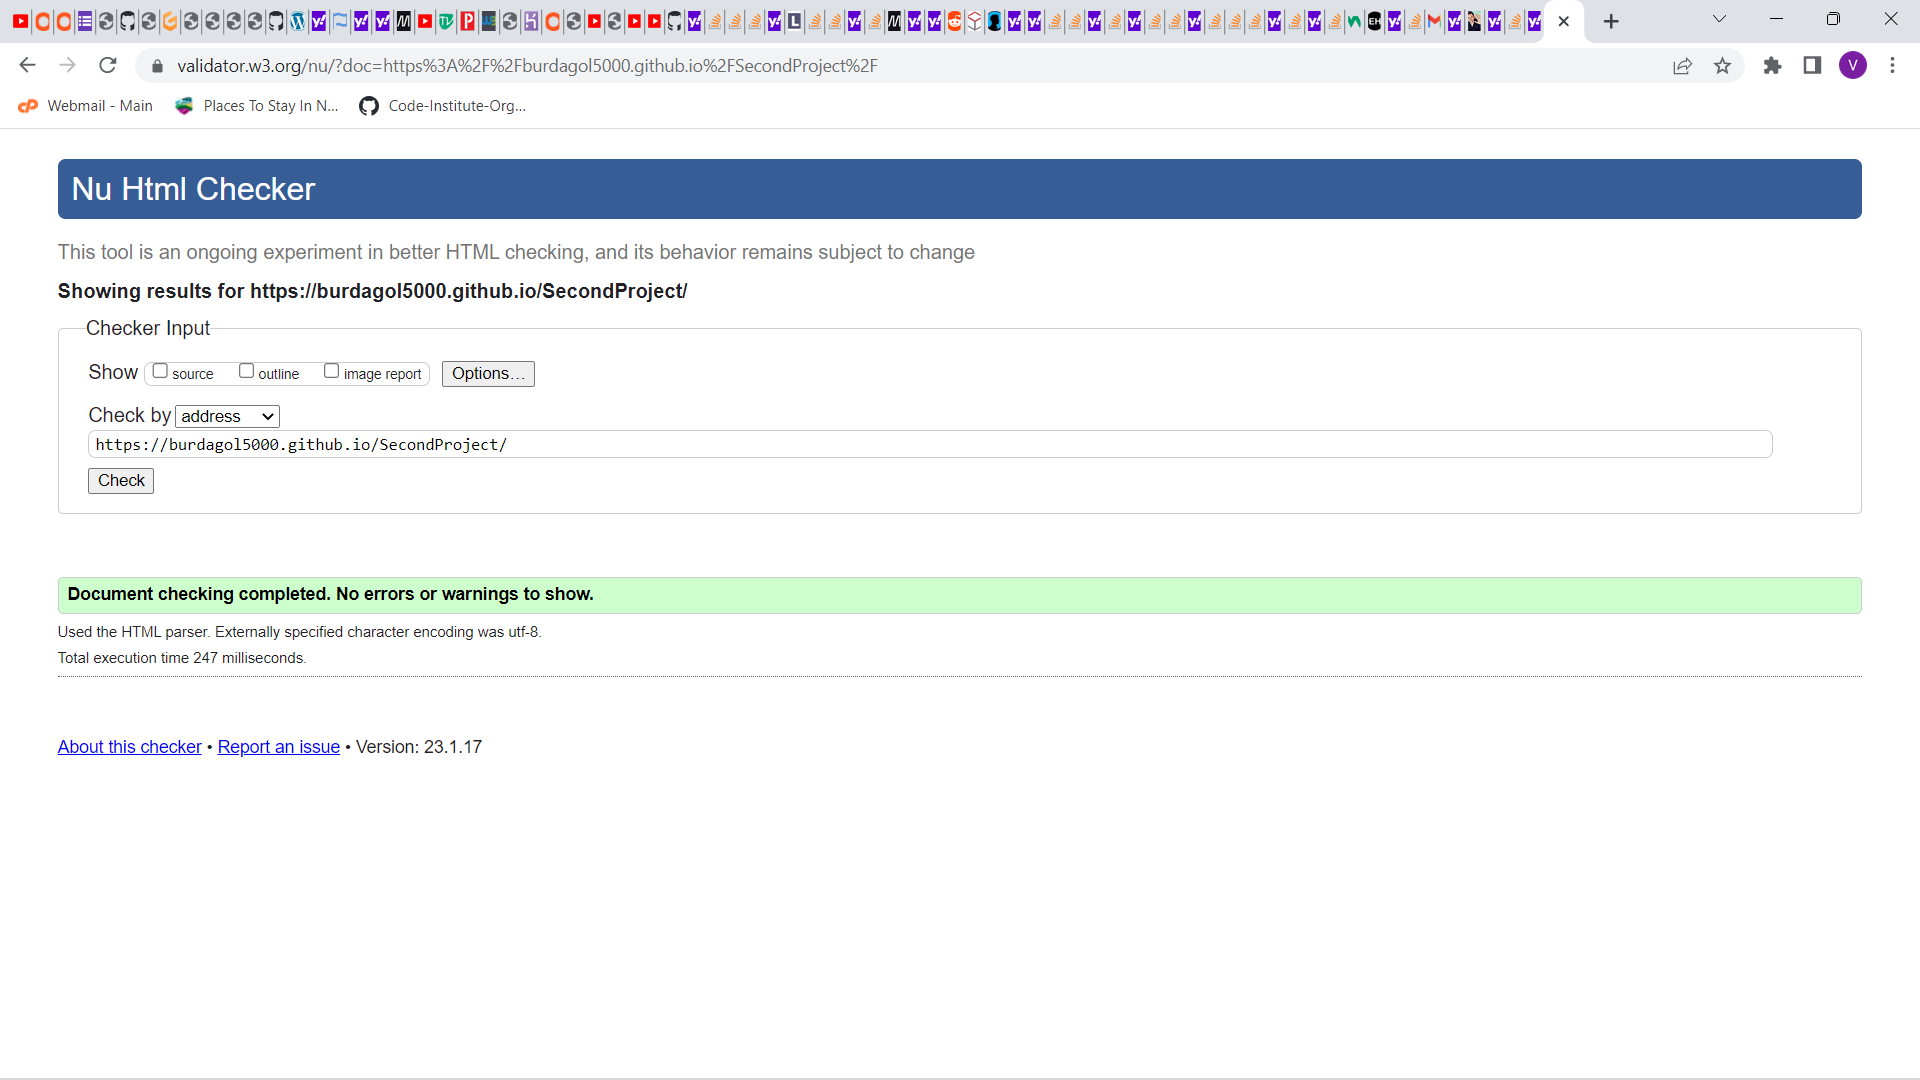 validator.w3.org/nu/?doc=https%3A%2F%2Fburdagol5000.github.io%2FSecondProject%2F
V
Webmail - Main
Places To Stay In N...
Code-Institute-Org...
Nu Html Checker
This tool is an ongoing experiment in better HTML checking, and its behavior remains subject to change
Showing results for https://burdagol5000.github.io/SecondProject/
Checker Input
Show source outline image report Options...
Check by address
https://burdagol5000.github.io/SecondProject/
Check
Document checking completed. No errors or warnings to show.
Used the HTML parser. Externally specified character encoding was utf-8.
Total execution time 247 milliseconds.
About this checker • Report an issue • Version: 23.1.17